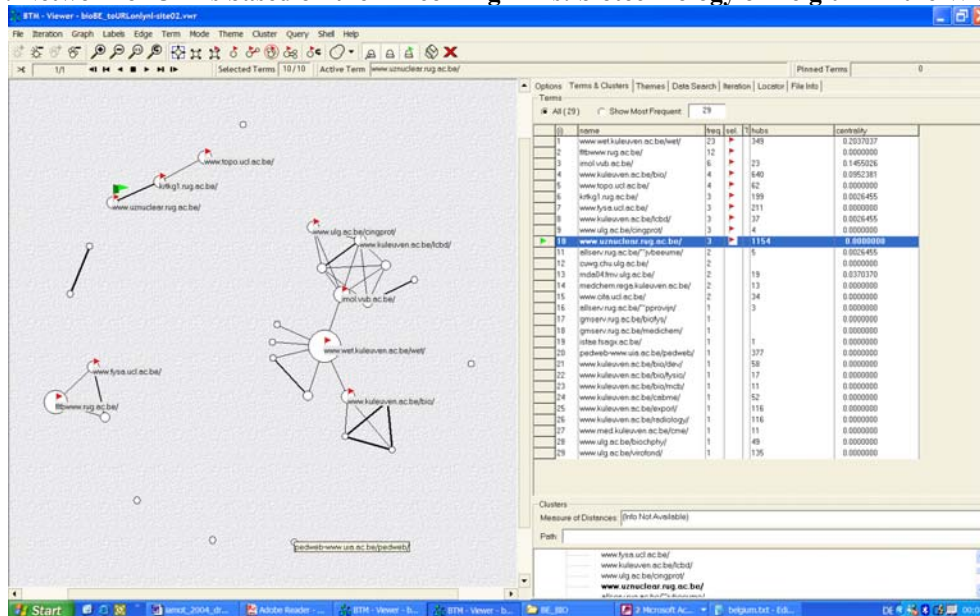 BTM - Viewer - bioBE_toURLonlynl-site02.vwr
File Iteration Graph Labels Edge Term Mode Theme Cluster Query Shell Help
1/1 Selected Terms 10/10 Active Term www.uznuclear.rug.ac.be/ Pinned Terms 0
www.topo.ucl.ac.be/
krtkg1.rug.ac.be/
www.uznuclear.rug.ac.be/
www.ulg.ac.be/cingprot/
www.kuleuven.ac.be/lcbd/
imol.vub.ac.be/
www.wet.kuleuven.ac.be/wet/
www.fysa.ucl.ac.be/
fltbwww.rug.ac.be/
www.kuleuven.ac.be/bio/
pedweb-www.uia.ac.be/pedweb/
Options Terms & Clusters Themes Data Search Iteration Locator File Info
Terms
All (29) Show Most Frequent 29
(i) name freq sel. T hubs centrality
1 www.wet.kuleuven.ac.be/wet/ 23 349 0.2037037
2 fltbwww.rug.ac.be/ 12 0.0000000
3 imol.vub.ac.be/ 6 23 0.1455026
4 www.kuleuven.ac.be/bio/ 4 640 0.0952381
5 www.topo.ucl.ac.be/ 4 62 0.0000000
6 krtkg1.rug.ac.be/ 3 199 0.0026455
7 www.fysa.ucl.ac.be/ 3 211 0.0000000
8 www.kuleuven.ac.be/lcbd/ 3 37 0.0026455
9 www.ulg.ac.be/cingprot/ 3 4 0.0000000
10 www.uznuclear.rug.ac.be/ 3 1154 0.0000000
11 allserv.rug.ac.be/~jvbeeume/ 2 5 0.0026455
12 cuwg.chu.ulg.ac.be/ 2 0.0000000
13 mda04.fmv.ulg.ac.be/ 2 19 0.0370370
14 medchem.rega.kuleuven.ac.be/ 2 13 0.0000000
15 www.cita.ucl.ac.be/ 2 34 0.0000000
16 allserv.rug.ac.be/~pprovijn/ 1 3 0.0000000
17 gmserv.rug.ac.be/biofys/ 1 0.0000000
18 gmserv.rug.ac.be/medichem/ 1 0.0000000
19 1 1 0.0000000
20 pedweb-www.uia.ac.be/pedweb/ 1 377 0.0000000
21 www.kuleuven.ac.be/bio/dev/ 1 58 0.0000000
22 www.kuleuven.ac.be/bio/fysio/ 1 17 0.0000000
23 www.kuleuven.ac.be/bio/mcb/ 1 11 0.0000000
24 www.kuleuven.ac.be/cabme/ 1 52 0.0000000
25 www.kuleuven.ac.be/export/ 1 116 0.0000000
26 www.kuleuven.ac.be/radiology/ 1 116 0.0000000
27 www.med.kuleuven.ac.be/cme/ 1 11 0.0000000
28 www.ulg.ac.be/biochphy/ 1 49 0.0000000
29 www.ulg.ac.be/virofond/ 1 135 0.0000000
Clusters
Measure of Distances (Info Not Available)
Path
www.fysa.ucl.ac.be/
www.kuleuven.ac.be/lcbd/
www.ulg.ac.be/cingprot/
www.uznuclear.rug.ac.be/
Start iamot_2004_dr... Adobe Reader - ... BTM - Viewer - b... BTM - Viewer - b... BE_BIO 2 Microsoft Ac... belgium.txt - Edi... DE